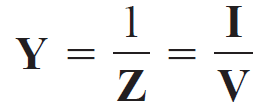 Y = 1/Z = I/V